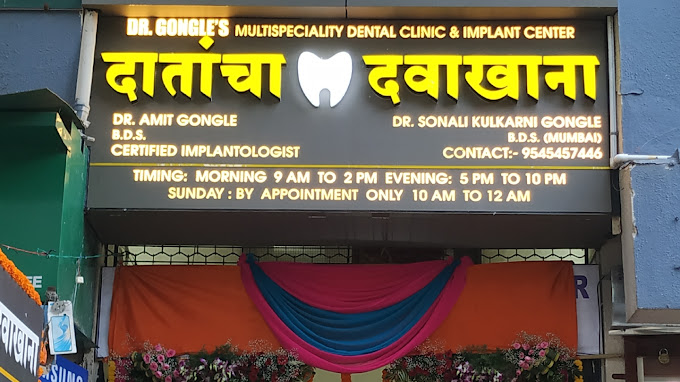 DR. GONGLE'S MULTISPECIALITY DENTAL CLINIC & IMPLANT CENTER
दातांचा दवाखाना
DR. AMIT GONGLE
B.D.S.
CERTIFIED IMPLANTOLOGIST
DR. SONALI KULKARNI GONGLE
B.D.S. (MUMBAI)
CONTACT:- 9545457446
TIMING: MORNING 9 AM TO 2 PM EVENING: 5 PM TO 10 PM
SUNDAY : BY APPOINTMENT ONLY 10 AM TO 12 AM